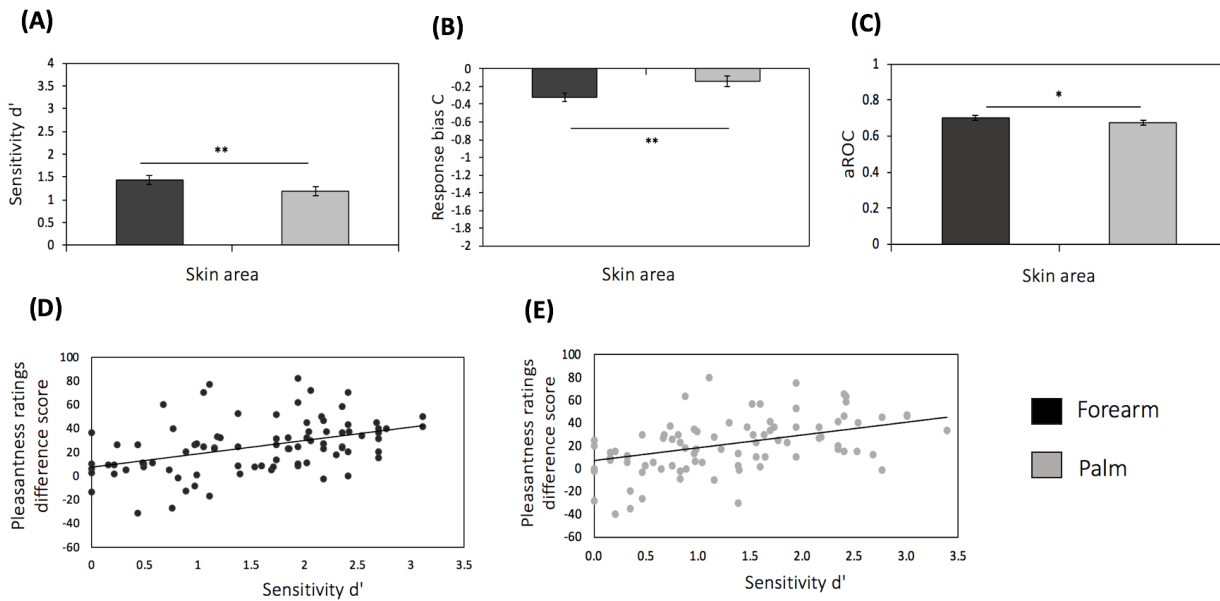 (A)
Sensitivity d'
4
3.5
3
2.5
2
1.5
1
0.5
0
**
Skin area
(B)
Response bias C
0
-0.2
-0.4
-0.6
-0.8
-1
-1.2
-1.4
-1.6
-1.8
-2
**
Skin area
(C)
aROC
1
0.8
0.6
0.4
0.2
0
*
Skin area
(D)
Pleasantness ratings
difference score
100
80
60
40
20
0
-20
-40
-60
0 0.5 1 1.5 2 2.5 3 3.5
Sensitivity d'
(E)
Pleasantness ratings
difference score
100
80
60
40
20
0
-20
-40
-60
0.0 0.5 1.0 1.5 2.0 2.5 3.0 3.5
Sensitivity d'
Forearm
Palm